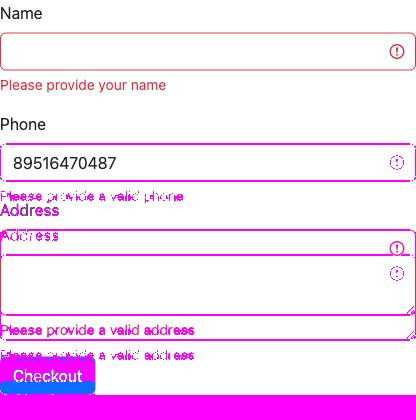 Name
Please provide your name
Phone
89516470487
Please provide a valid phone
Address
Address
Please provide a valid address
Please provide a valid address
Checkout